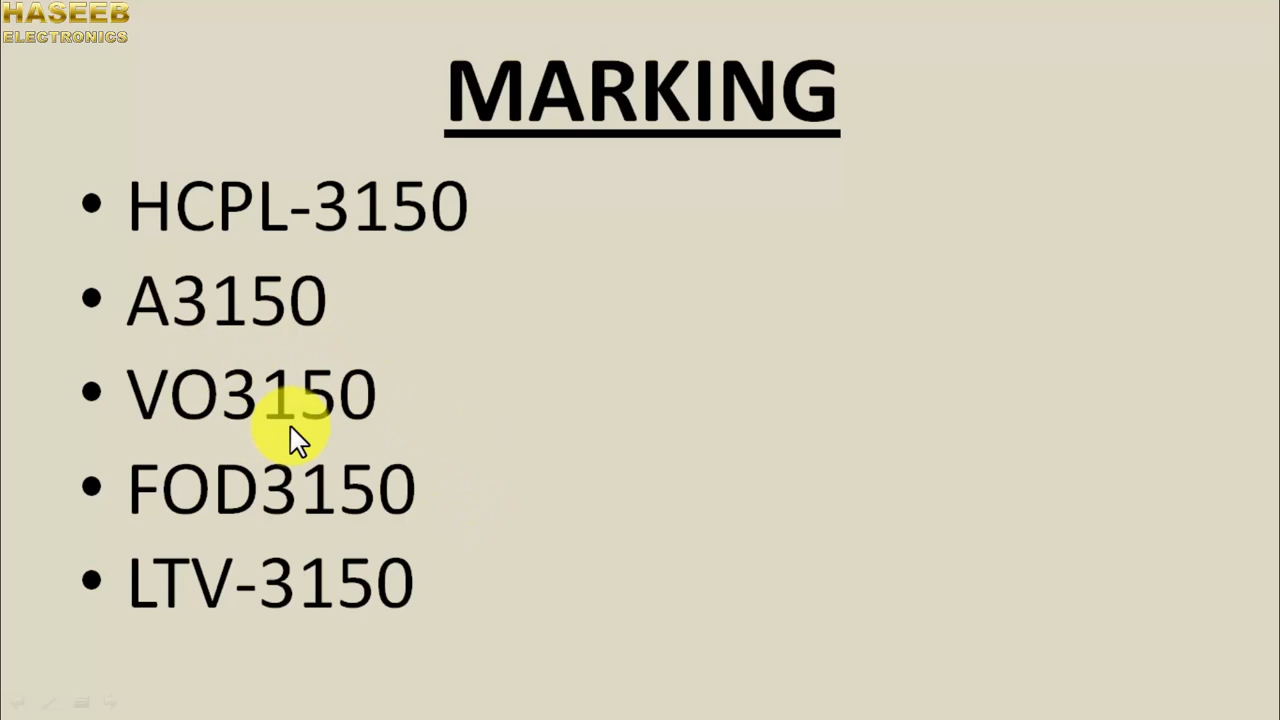 HASEEB
ELECTRONICS
MARKING
• HCPL-3150
• A3150
• VO3150
• FOD3150
• LTV-3150